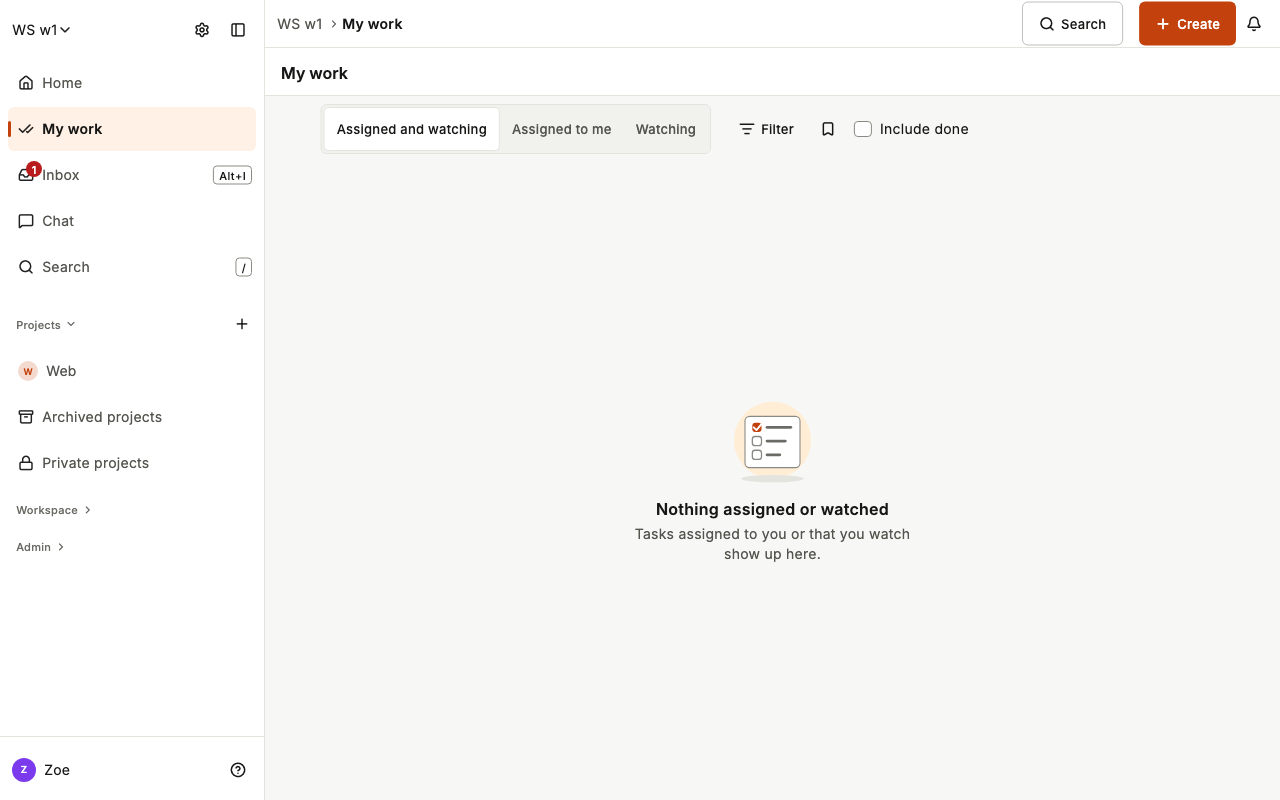 WS w1
Home
My work
1
Inbox
Alt+I
Chat
Search
/
Projects
W
Web
Archived projects
Private projects
Workspace
Admin
Z
Zoe
WS w1 > My work
Search
Create
My work
Assigned and watching
Assigned to me
Watching
Filter
Include done
Nothing assigned or watched
Tasks assigned to you or that you watch
show up here.